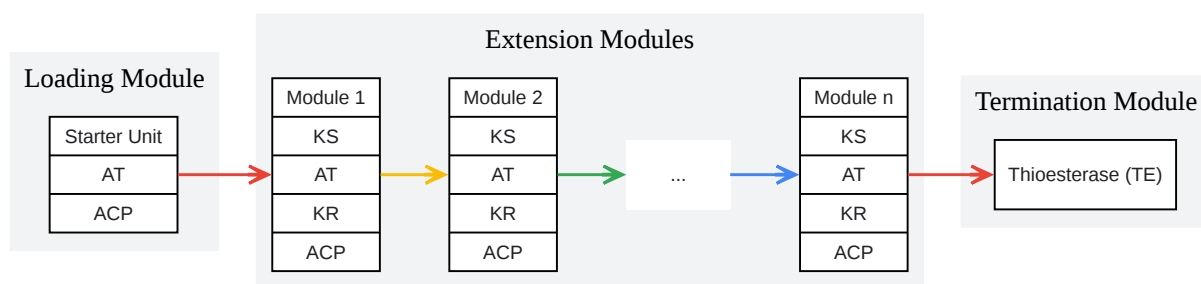 Extension Modules
Loading Module
Starter Unit
AT
ACP
Module 1
KS
AT
KR
ACP
Module 2
KS
AT
KR
ACP
...
Module n
KS
AT
KR
ACP
Termination Module
Thioesterase (TE)